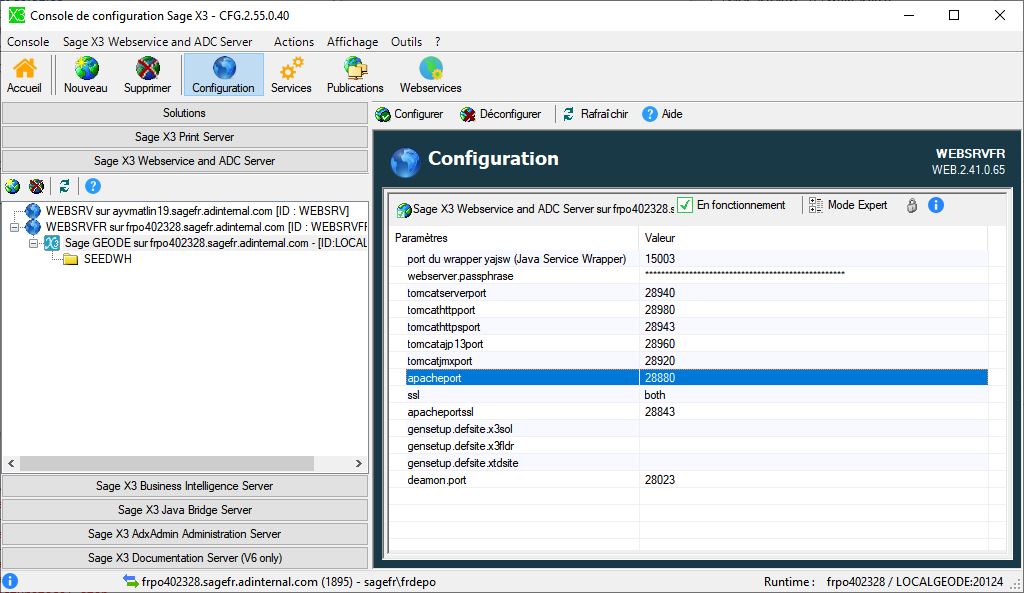 Console de configuration Sage X3 - CFG.2.55.0.40
Console Sage X3 Webservice and ADC Server Actions Affichage Outils ?
Accueil Nouveau Supprimer Configuration Services Publications Webservices
Solutions
Sage X3 Print Server
Sage X3 Webservice and ADC Server
WEBSRV sur ayvmatlin19.sagefr.adinternal.com [ID : WEBSRV]
WEBSRVFR sur frpo402328.sagefr.adinternal.com [ID : WEBSRVFR
Sage GEODE sur frpo402328.sagefr.adinternal.com - [ID:LOCAL
SEEDWH
Sage X3 Business Intelligence Server
Sage X3 Java Bridge Server
Sage X3 AdxAdmin Administration Server
Sage X3 Documentation Server (V6 only)
Configurer Déconfigurer Rafraîchir Aide
Configuration
WEBSRVFR
WEB.2.41.0.65
Sage X3 Webservice and ADC Server sur frpo402328.s En fonctionnement Mode Expert
Paramètres Valeur
port du wrapper yajsw (Java Service Wrapper) 15003
webserver.passphrase **************************************************
tomcatserverport 28940
tomcathttpport 28980
tomcathttpsport 28943
tomcatajp13port 28960
tomcatjmxport 28920
apacheport 28880
ssl both
apacheportssl 28843
gensetup.defsite.x3sol
gensetup.defsite.x3fldr
gensetup.defsite.xtdsite
deamon.port 28023
frpo402328.sagefr.adinternal.com (1895) - sagefr\frdepo Runtime : frpo402328 / LOCALGEODE:20124